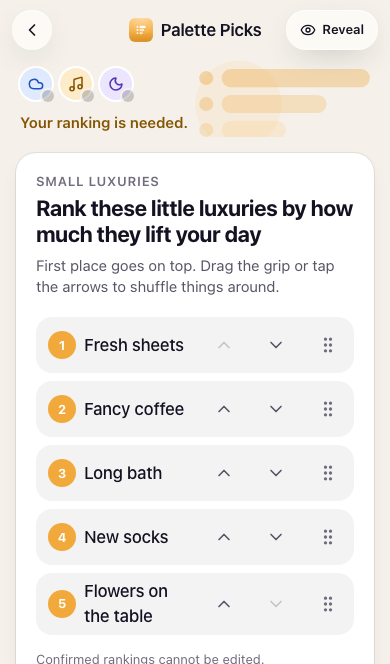 Palette Picks
Reveal
Your ranking is needed.
SMALL LUXURIES
Rank these little luxuries by how
much they lift your day
First place goes on top. Drag the grip or tap
the arrows to shuffle things around.
1 Fresh sheets
2 Fancy coffee
3 Long bath
4 New socks
5 Flowers on
the table
Confirmed rankings cannot be edited.